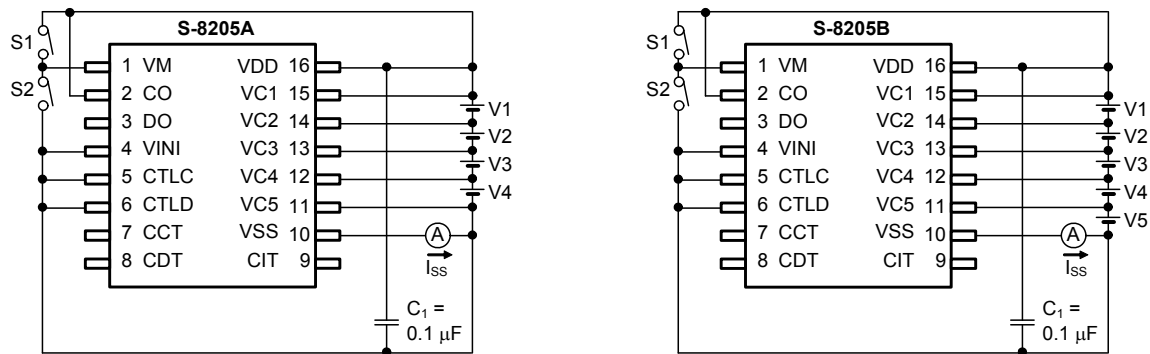 S-8205A
S1
S2
1 VM
2 CO
3 DO
4 VINI
5 CTLC
6 CTLD
7 CCT
8 CDT
VDD 16
VC1 15
VC2 14
VC3 13
VC4 12
VC5 11
VSS 10
CIT 9
V1
V2
V3
V4
A
ISS
C1 =
0.1 μF
S-8205B
S1
S2
1 VM
2 CO
3 DO
4 VINI
5 CTLC
6 CTLD
7 CCT
8 CDT
VDD 16
VC1 15
VC2 14
VC3 13
VC4 12
VC5 11
VSS 10
CIT 9
V1
V2
V3
V4
V5
A
ISS
C1 =
0.1 μF